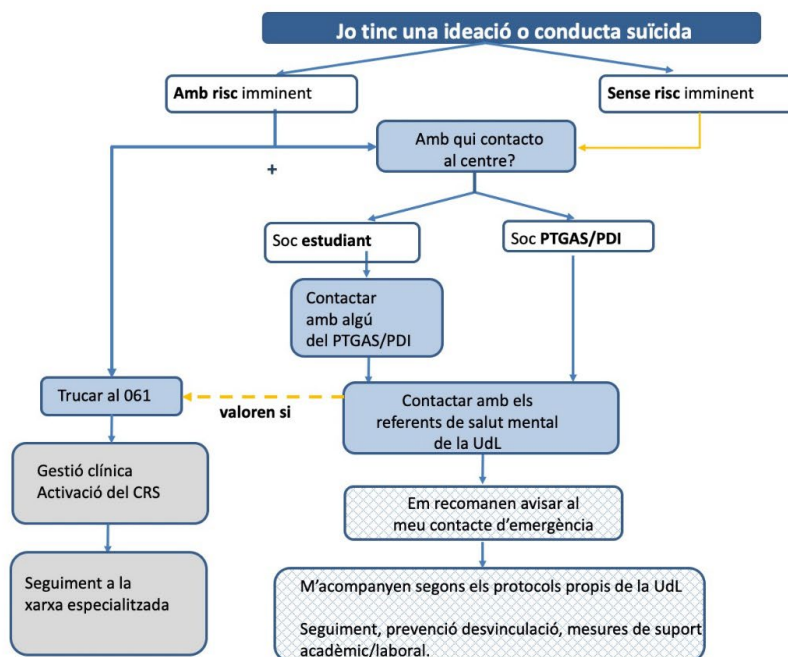 Jo tinc una ideació o conducta suïcida
Amb risc imminent
Sense risc imminent
Amb qui contacto
al centre?
+
Soc estudiant
Soc PTGAS/PDI
Contactar
amb algú
del PTGAS/PDI
Trucar al 061
valoren si
Contactar amb els
referents de salut mental
de la UdL
Gestió clínica
Activació del CRS
Em recomanen avisar al
meu contacte d’emergència
Seguiment a la
xarxa especialitzada
M’acompanyen segons els protocols propis de la UdL
Seguiment, prevenció desvinculació, mesures de suport
acadèmic/laboral.